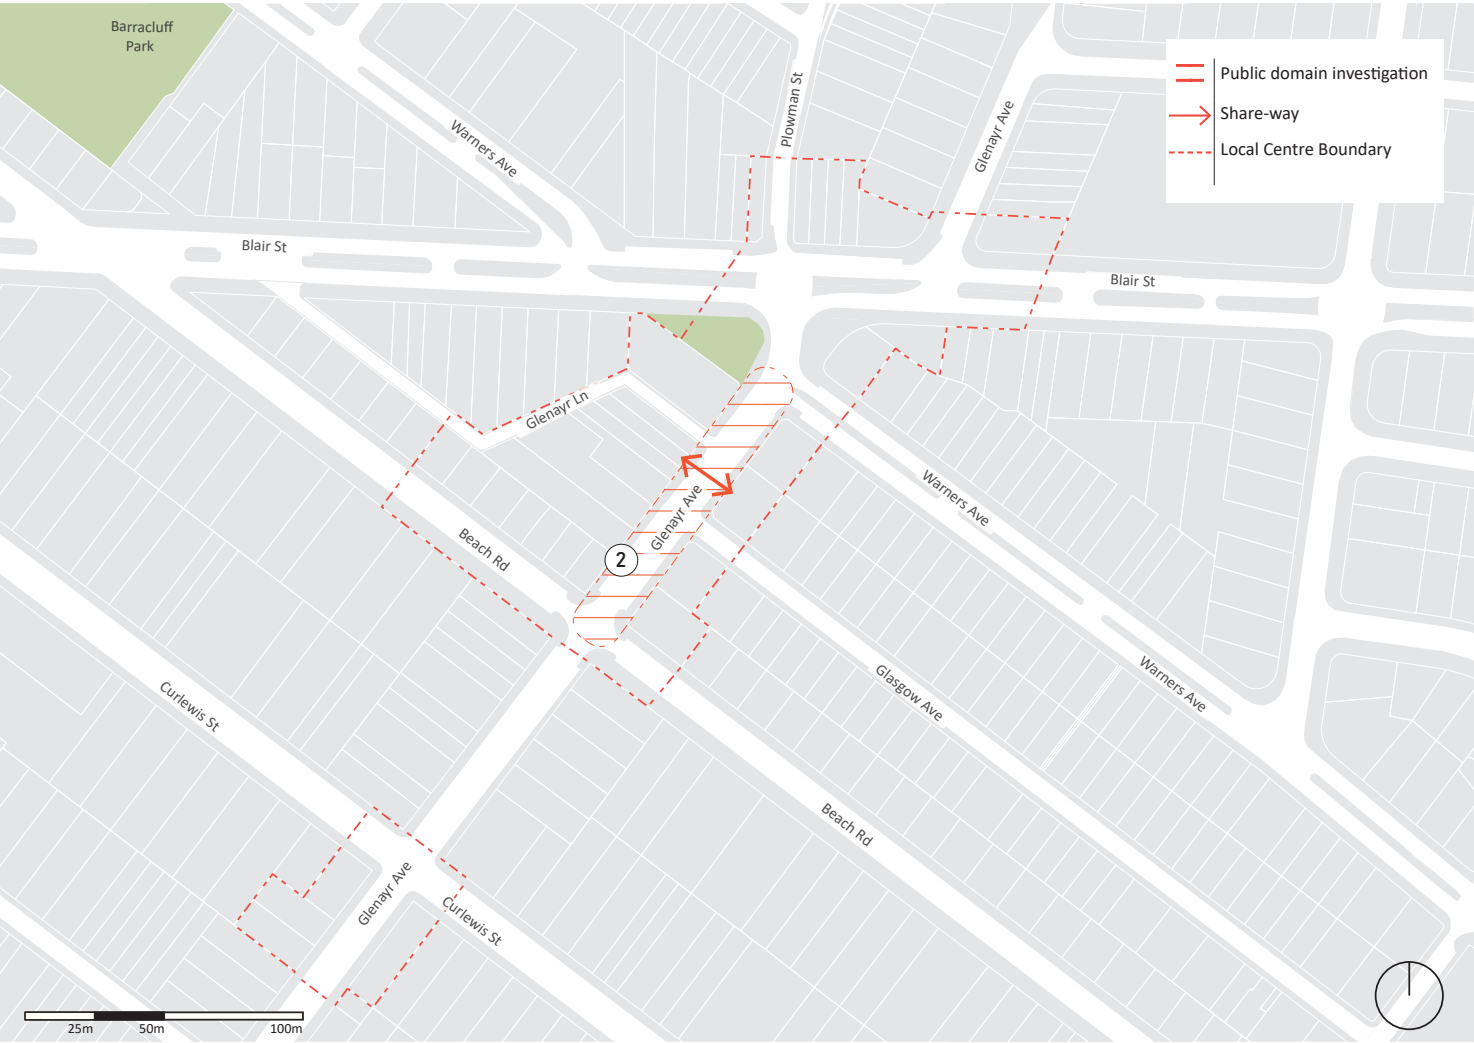 Barracluff
Park
Plowman St
Glenayr Ave
Public domain investigation
Share-way
Local Centre Boundary
Warners Ave
Blair St
Blair St
Glenayr Ln
Glenayr Ave
Warners Ave
Beach Rd
2
Curlewis St
Glasgow Ave
Warners Ave
Beach Rd
Glenayr Ave
Curlewis St
25m 50m 100m